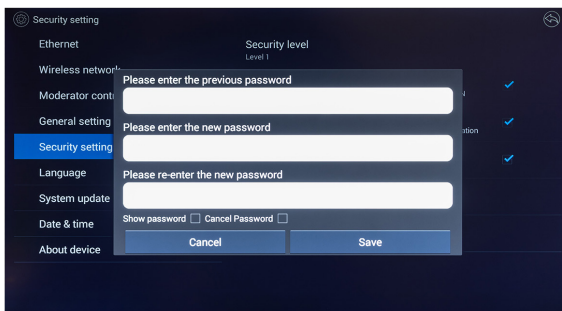 Security setting
Ethernet
Security level
Level 1
Wireless network
Please enter the previous password
Moderator cont
General setting
Please enter the new password
ation
Security setting
Language
Please re-enter the new password
System update
Show password Cancel Password
Date & time
Cancel
Save
About device